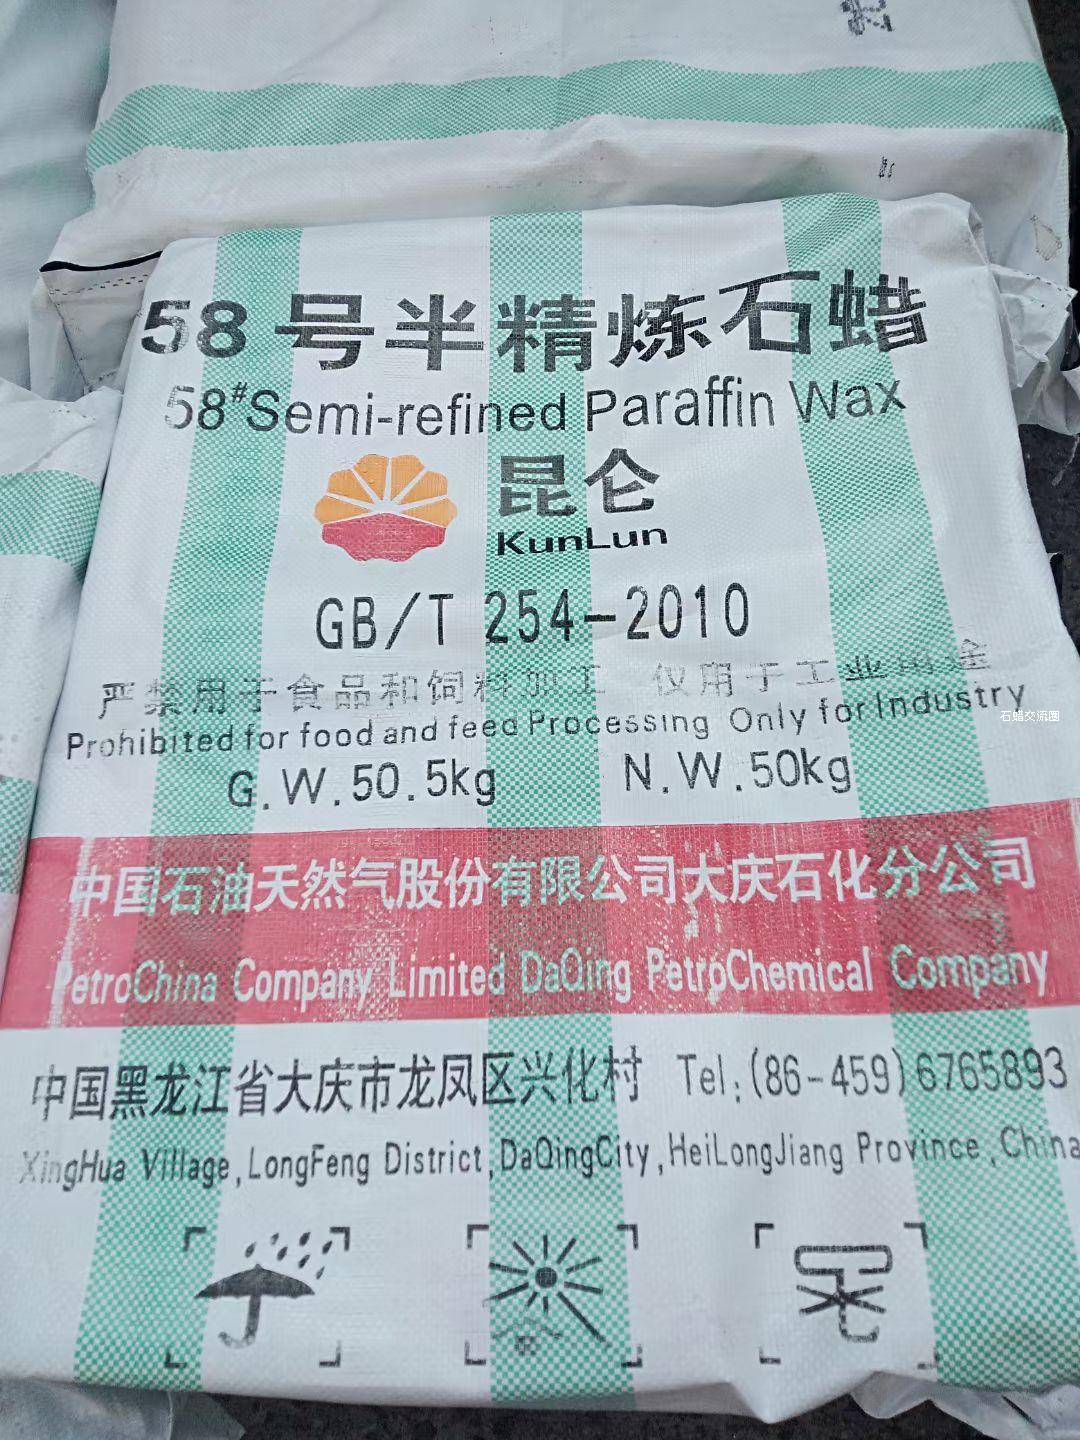 58号半精炼石蜡
58#Semi-refined Paraffin Wax
昆仑
KunLun
GB/T 254-2010
严禁用于食品和饲料加工 仅用于工业用途
Prohibited for food and feed Processing Only for Industry
石蜡交流圈
G.W.50.5kg N.W.50kg
中国石油天然气股份有限公司大庆石化分公司
PetroChina Company Limited DaQing PetroChemical Company
中国黑龙江省大庆市龙凤区兴化村 Tel:(86-459)6765893
XingHua Village,LongFeng District,DaQingCity,HeiLongJiang Province,China